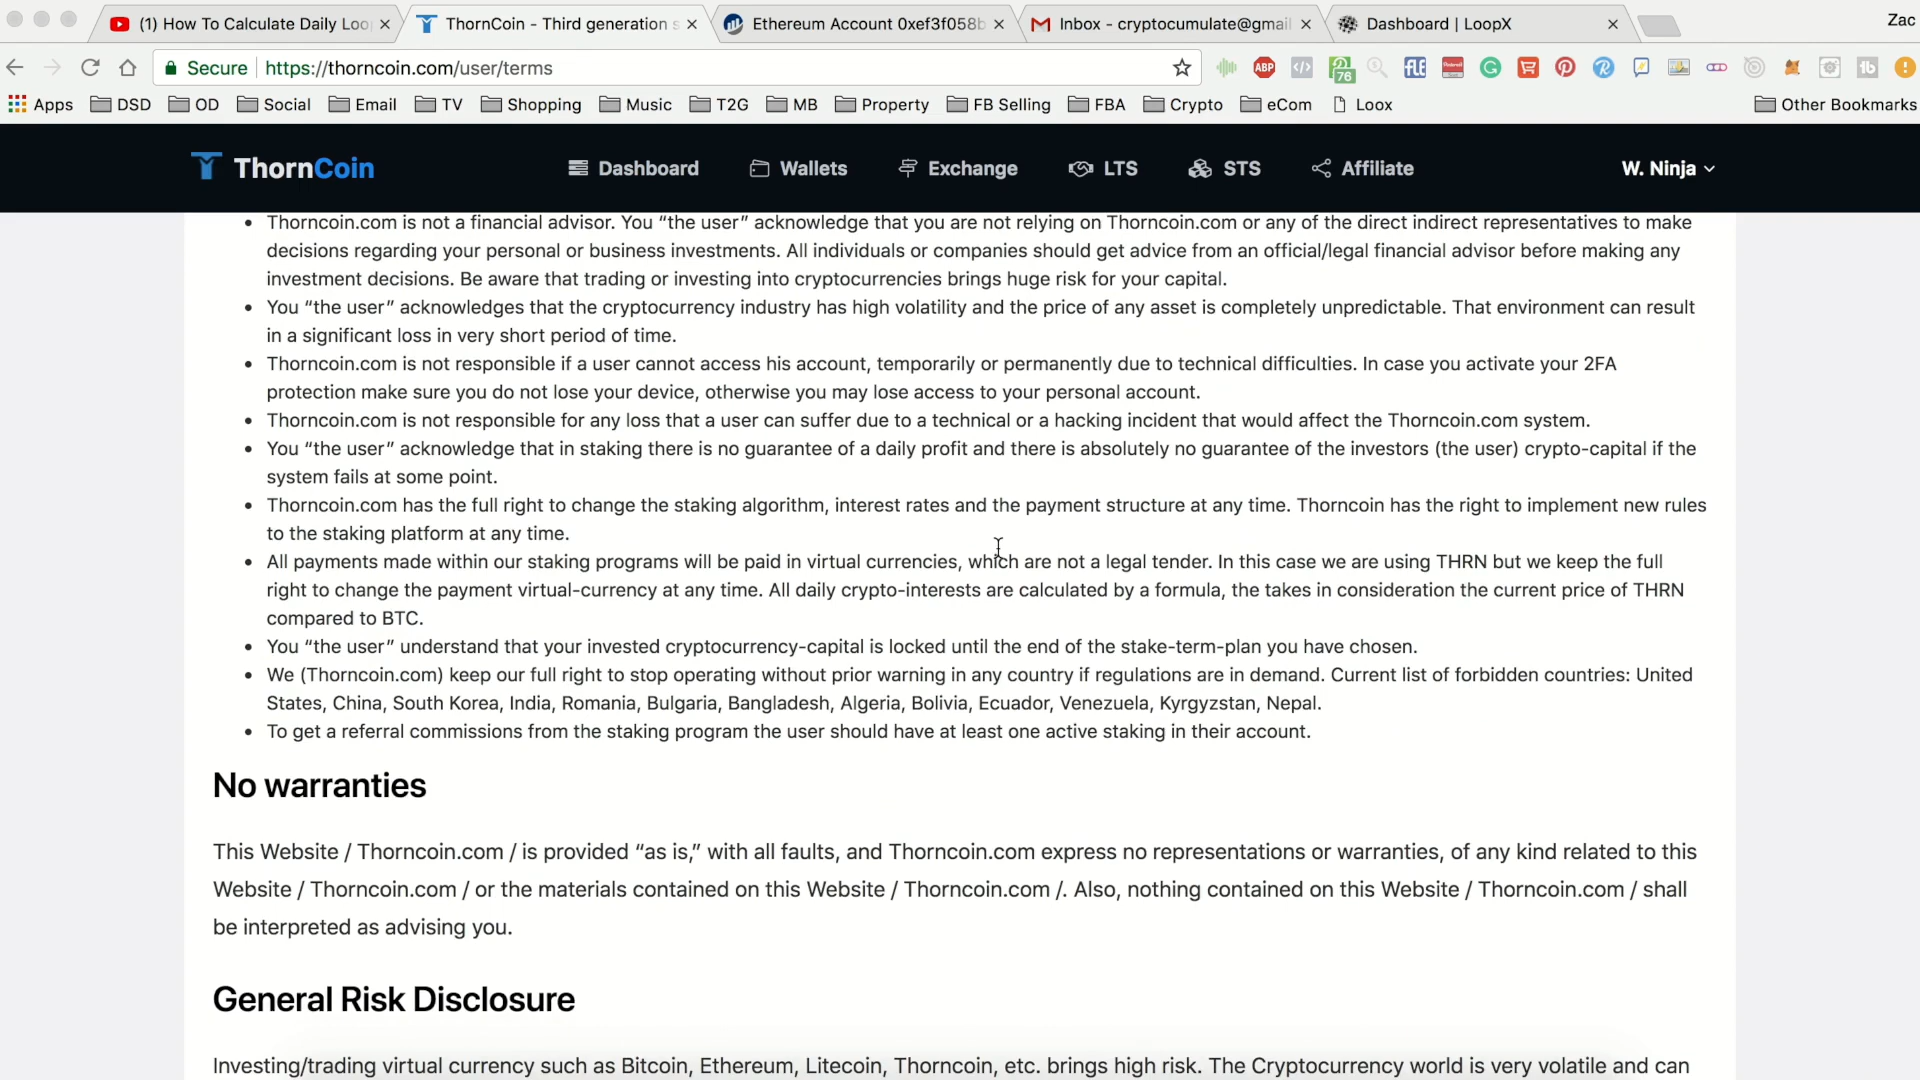 (1) How To Calculate Daily Loo
ThornCoin - Third generation s
Ethereum Account 0xef3f058b
Inbox - cryptocumulate@gmail
Dashboard | LoopX
Zac
Secure https://thorncoin.com/user/terms
Apps DSD OD Social Email TV Shopping Music T2G MB Property FB Selling FBA Crypto eCom Loox Other Bookmarks
ThornCoin Dashboard Wallets Exchange LTS STS Affiliate W. Ninja
• Thorncoin.com is not a financial advisor. You “the user” acknowledge that you are not relying on Thorncoin.com or any of the direct indirect representatives to make
decisions regarding your personal or business investments. All individuals or companies should get advice from an official/legal financial advisor before making any
investment decisions. Be aware that trading or investing into cryptocurrencies brings huge risk for your capital.
• You “the user” acknowledges that the cryptocurrency industry has high volatility and the price of any asset is completely unpredictable. That environment can result
in a significant loss in very short period of time.
• Thorncoin.com is not responsible if a user cannot access his account, temporarily or permanently due to technical difficulties. In case you activate your 2FA
protection make sure you do not lose your device, otherwise you may lose access to your personal account.
• Thorncoin.com is not responsible for any loss that a user can suffer due to a technical or a hacking incident that would affect the Thorncoin.com system.
• You “the user” acknowledge that in staking there is no guarantee of a daily profit and there is absolutely no guarantee of the investors (the user) crypto-capital if the
system fails at some point.
• Thorncoin.com has the full right to change the staking algorithm, interest rates and the payment structure at any time. Thorncoin has the right to implement new rules
to the staking platform at any time.
• All payments made within our staking programs will be paid in virtual currencies, which are not a legal tender. In this case we are using THRN but we keep the full
right to change the payment virtual-currency at any time. All daily crypto-interests are calculated by a formula, the takes in consideration the current price of THRN
compared to BTC.
• You “the user” understand that your invested cryptocurrency-capital is locked until the end of the stake-term-plan you have chosen.
• We (Thorncoin.com) keep our full right to stop operating without prior warning in any country if regulations are in demand. Current list of forbidden countries: United
States, China, South Korea, India, Romania, Bulgaria, Bangladesh, Algeria, Bolivia, Ecuador, Venezuela, Kyrgyzstan, Nepal.
• To get a referral commissions from the staking program the user should have at least one active staking in their account.
No warranties
This Website / Thorncoin.com / is provided “as is,” with all faults, and Thorncoin.com express no representations or warranties, of any kind related to this
Website / Thorncoin.com / or the materials contained on this Website / Thorncoin.com /. Also, nothing contained on this Website / Thorncoin.com / shall
be interpreted as advising you.
General Risk Disclosure
Investing/trading virtual currency such as Bitcoin, Ethereum, Litecoin, Thorncoin, etc. brings high risk. The Cryptocurrency world is very volatile and can